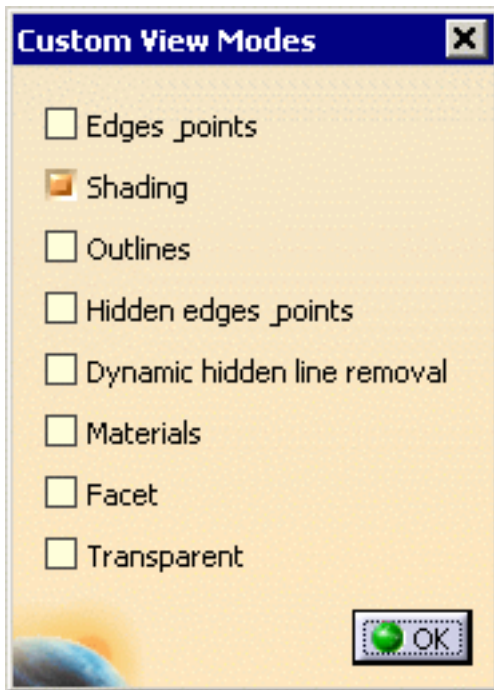 Custom View Modes
Edges _points
Shading
Outlines
Hidden edges _points
Dynamic hidden line removal
Materials
Facet
Transparent
OK